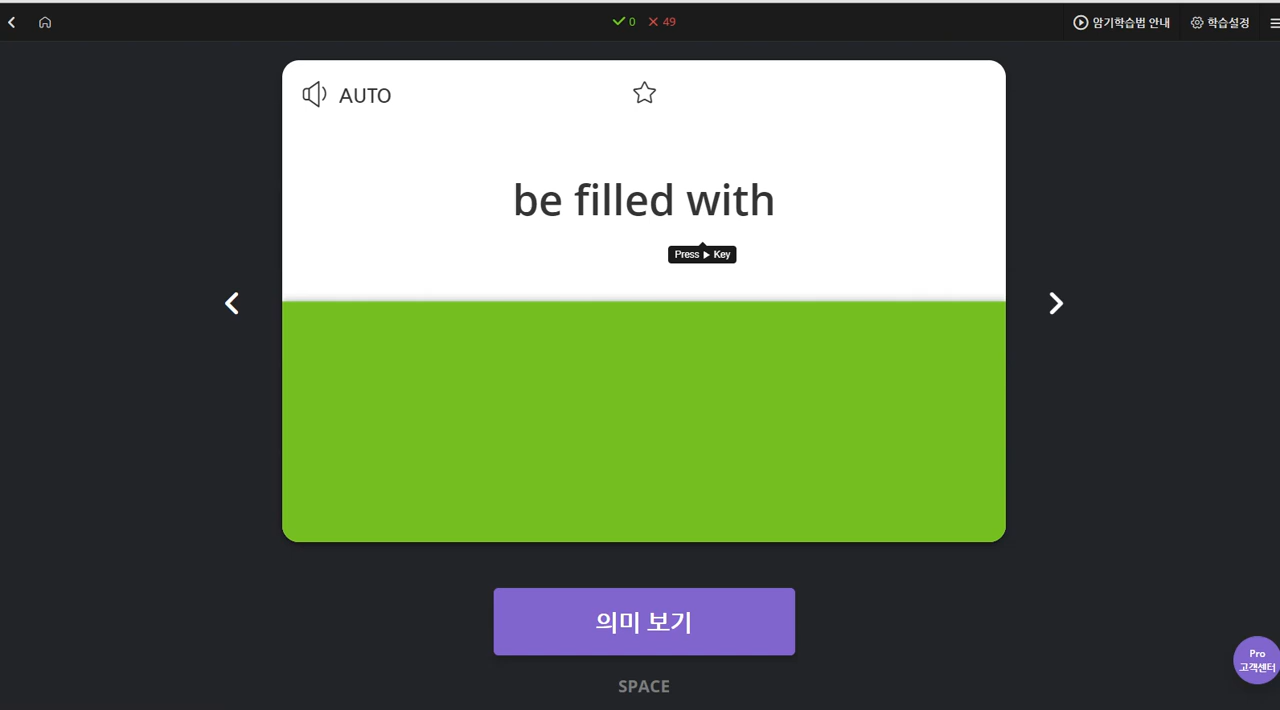 0 49 암기학습법 안내 학습설정
AUTO
be filled with
Press Key
의미 보기
SPACE
Pro
고객센터